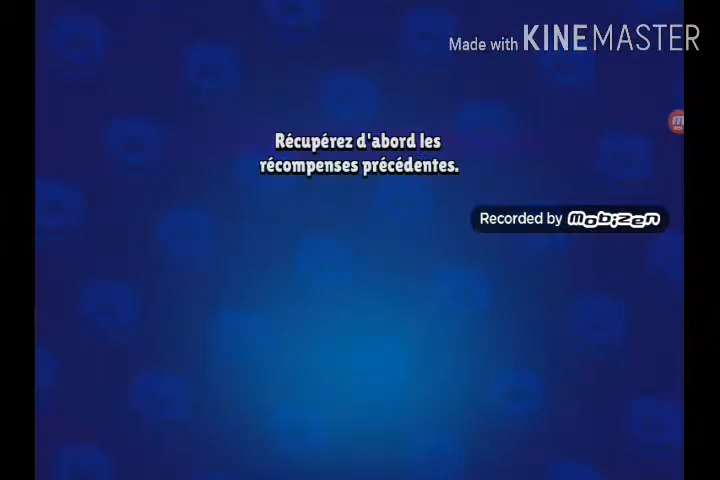 Made with KINEMASTER
Récupérez d'abord les
récompenses précédentes.
Recorded by mobizen